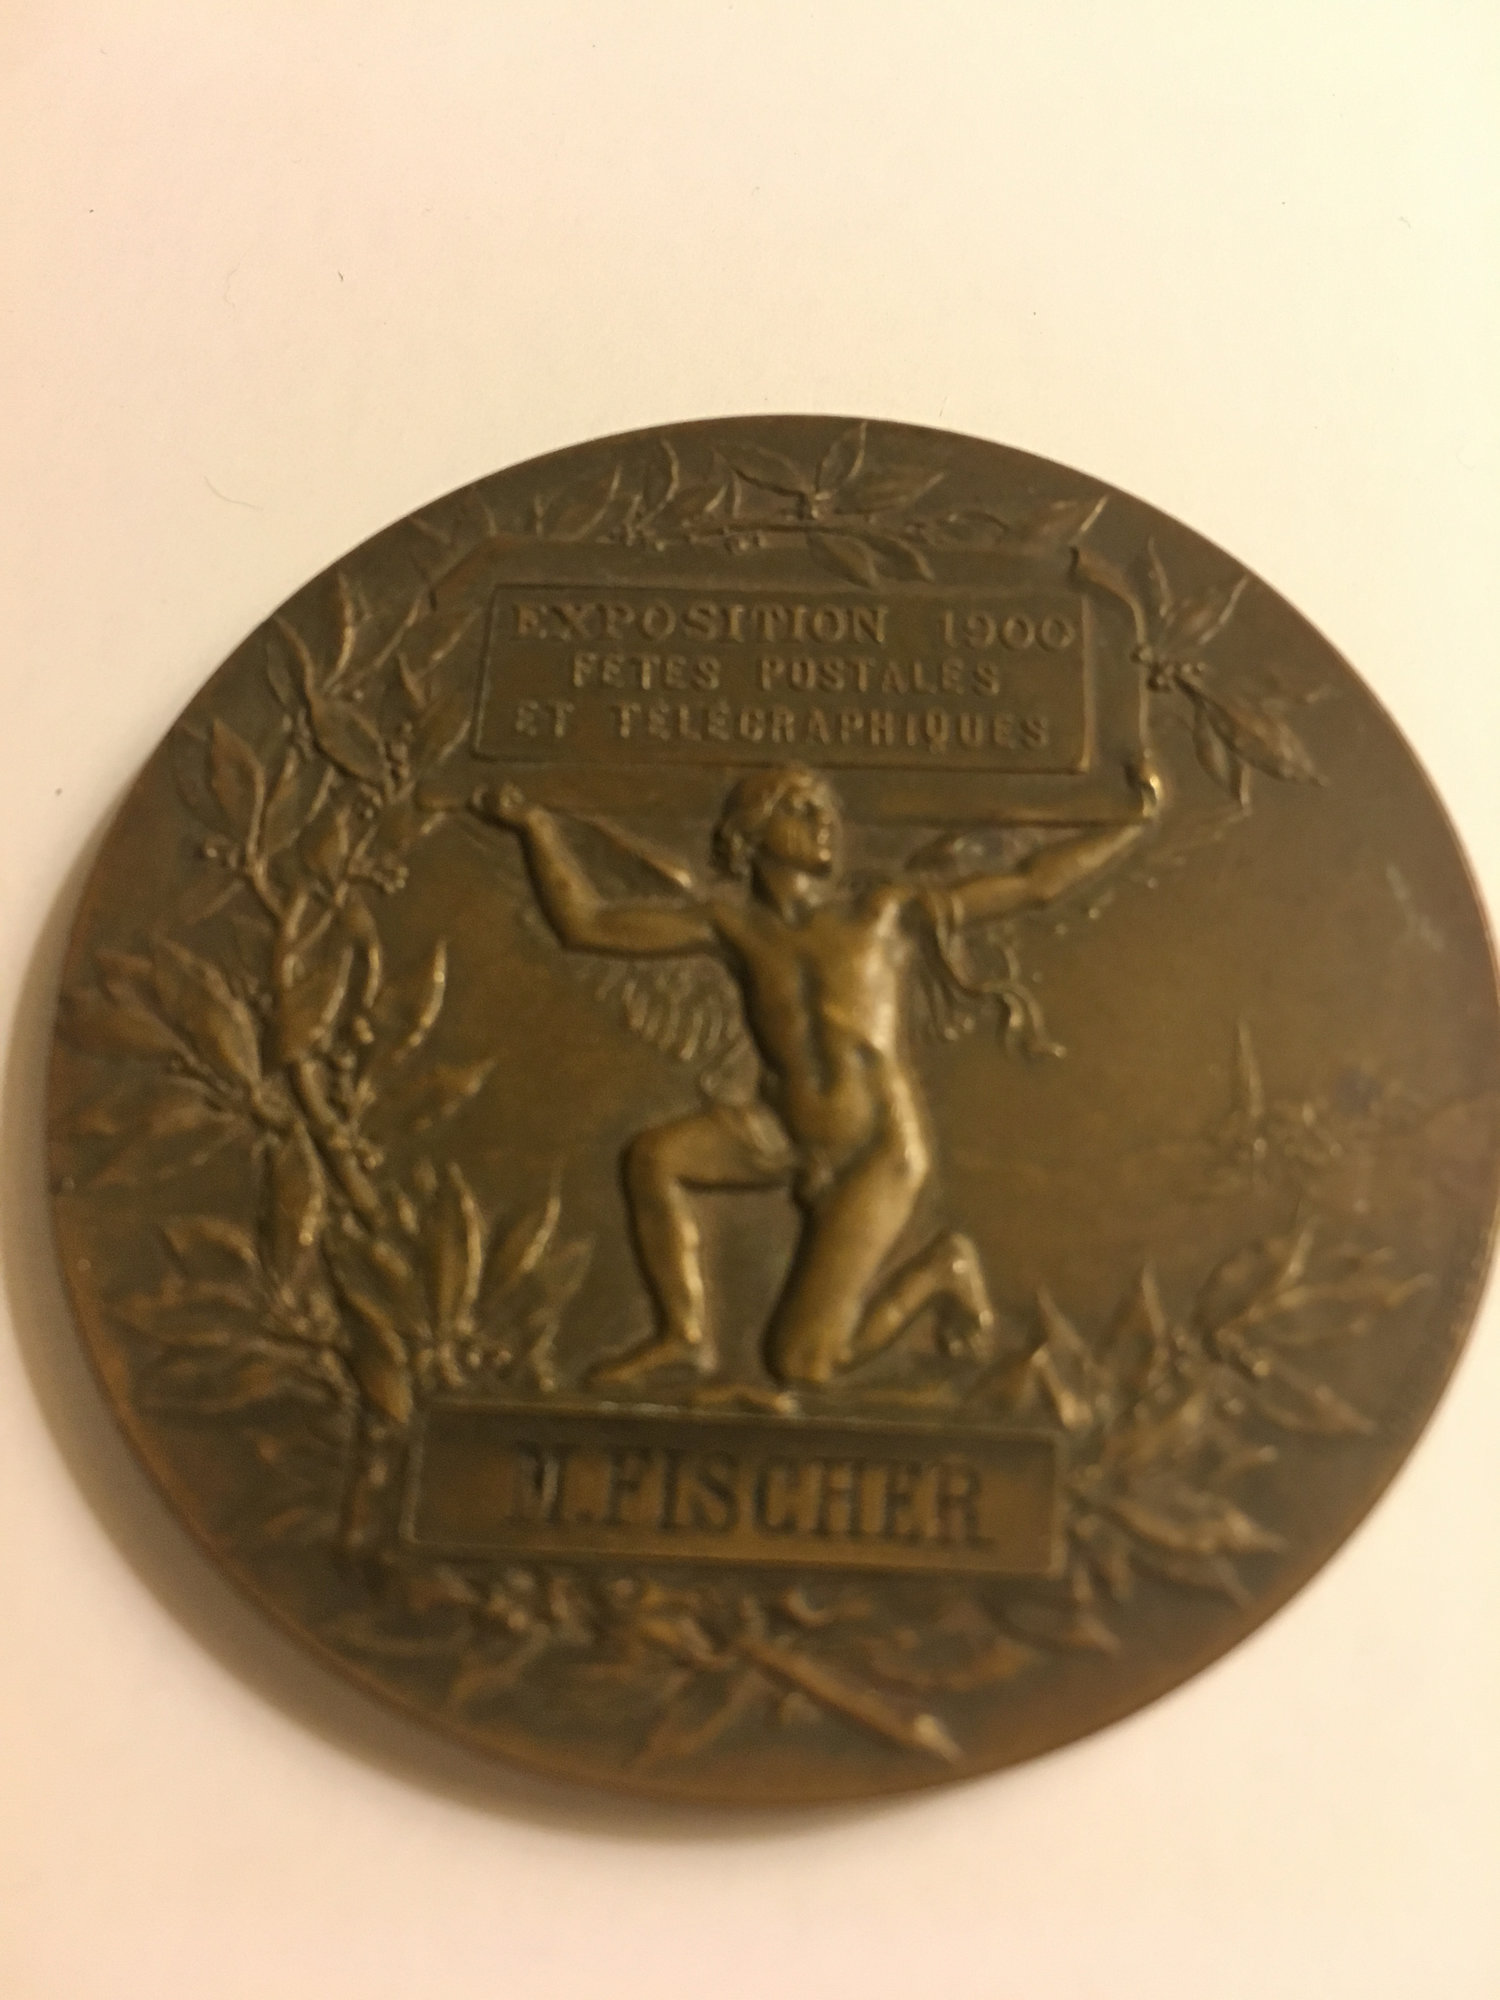 EXPOSITION 1900
FÊTES POSTALES
ET TÉLÉGRAPHIQUES
M. FISCHER